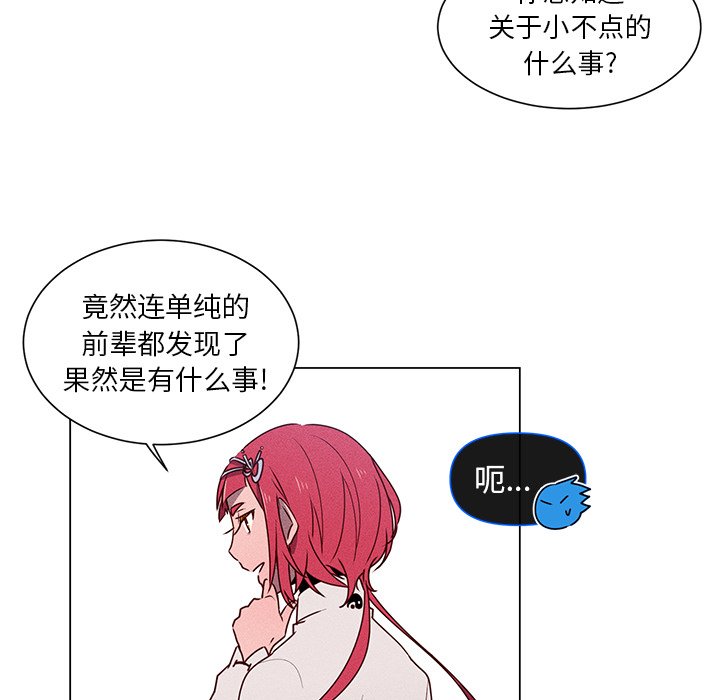 关于小不点的
什么事?
竟然连单纯的
前辈都发现了
果然是有什么事!
呃...